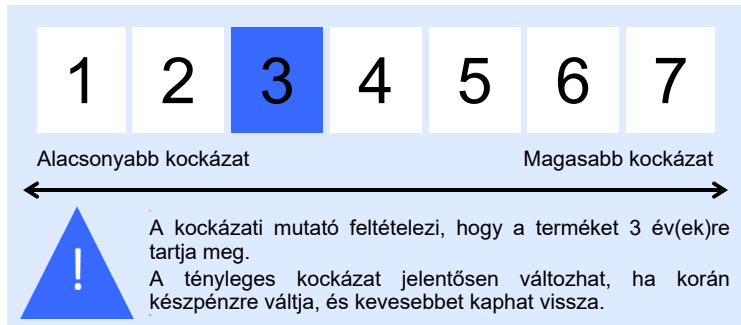 1 2 3 4 5 6 7
Alacsonyabb kockázat Magasabb kockázat
A kockázati mutató feltételezi, hogy a terméket 3 év(ek)re
tartja meg.
A tényleges kockázat jelentősen változhat, ha korán
készpénzre váltja, és kevesebbet kaphat vissza.
!